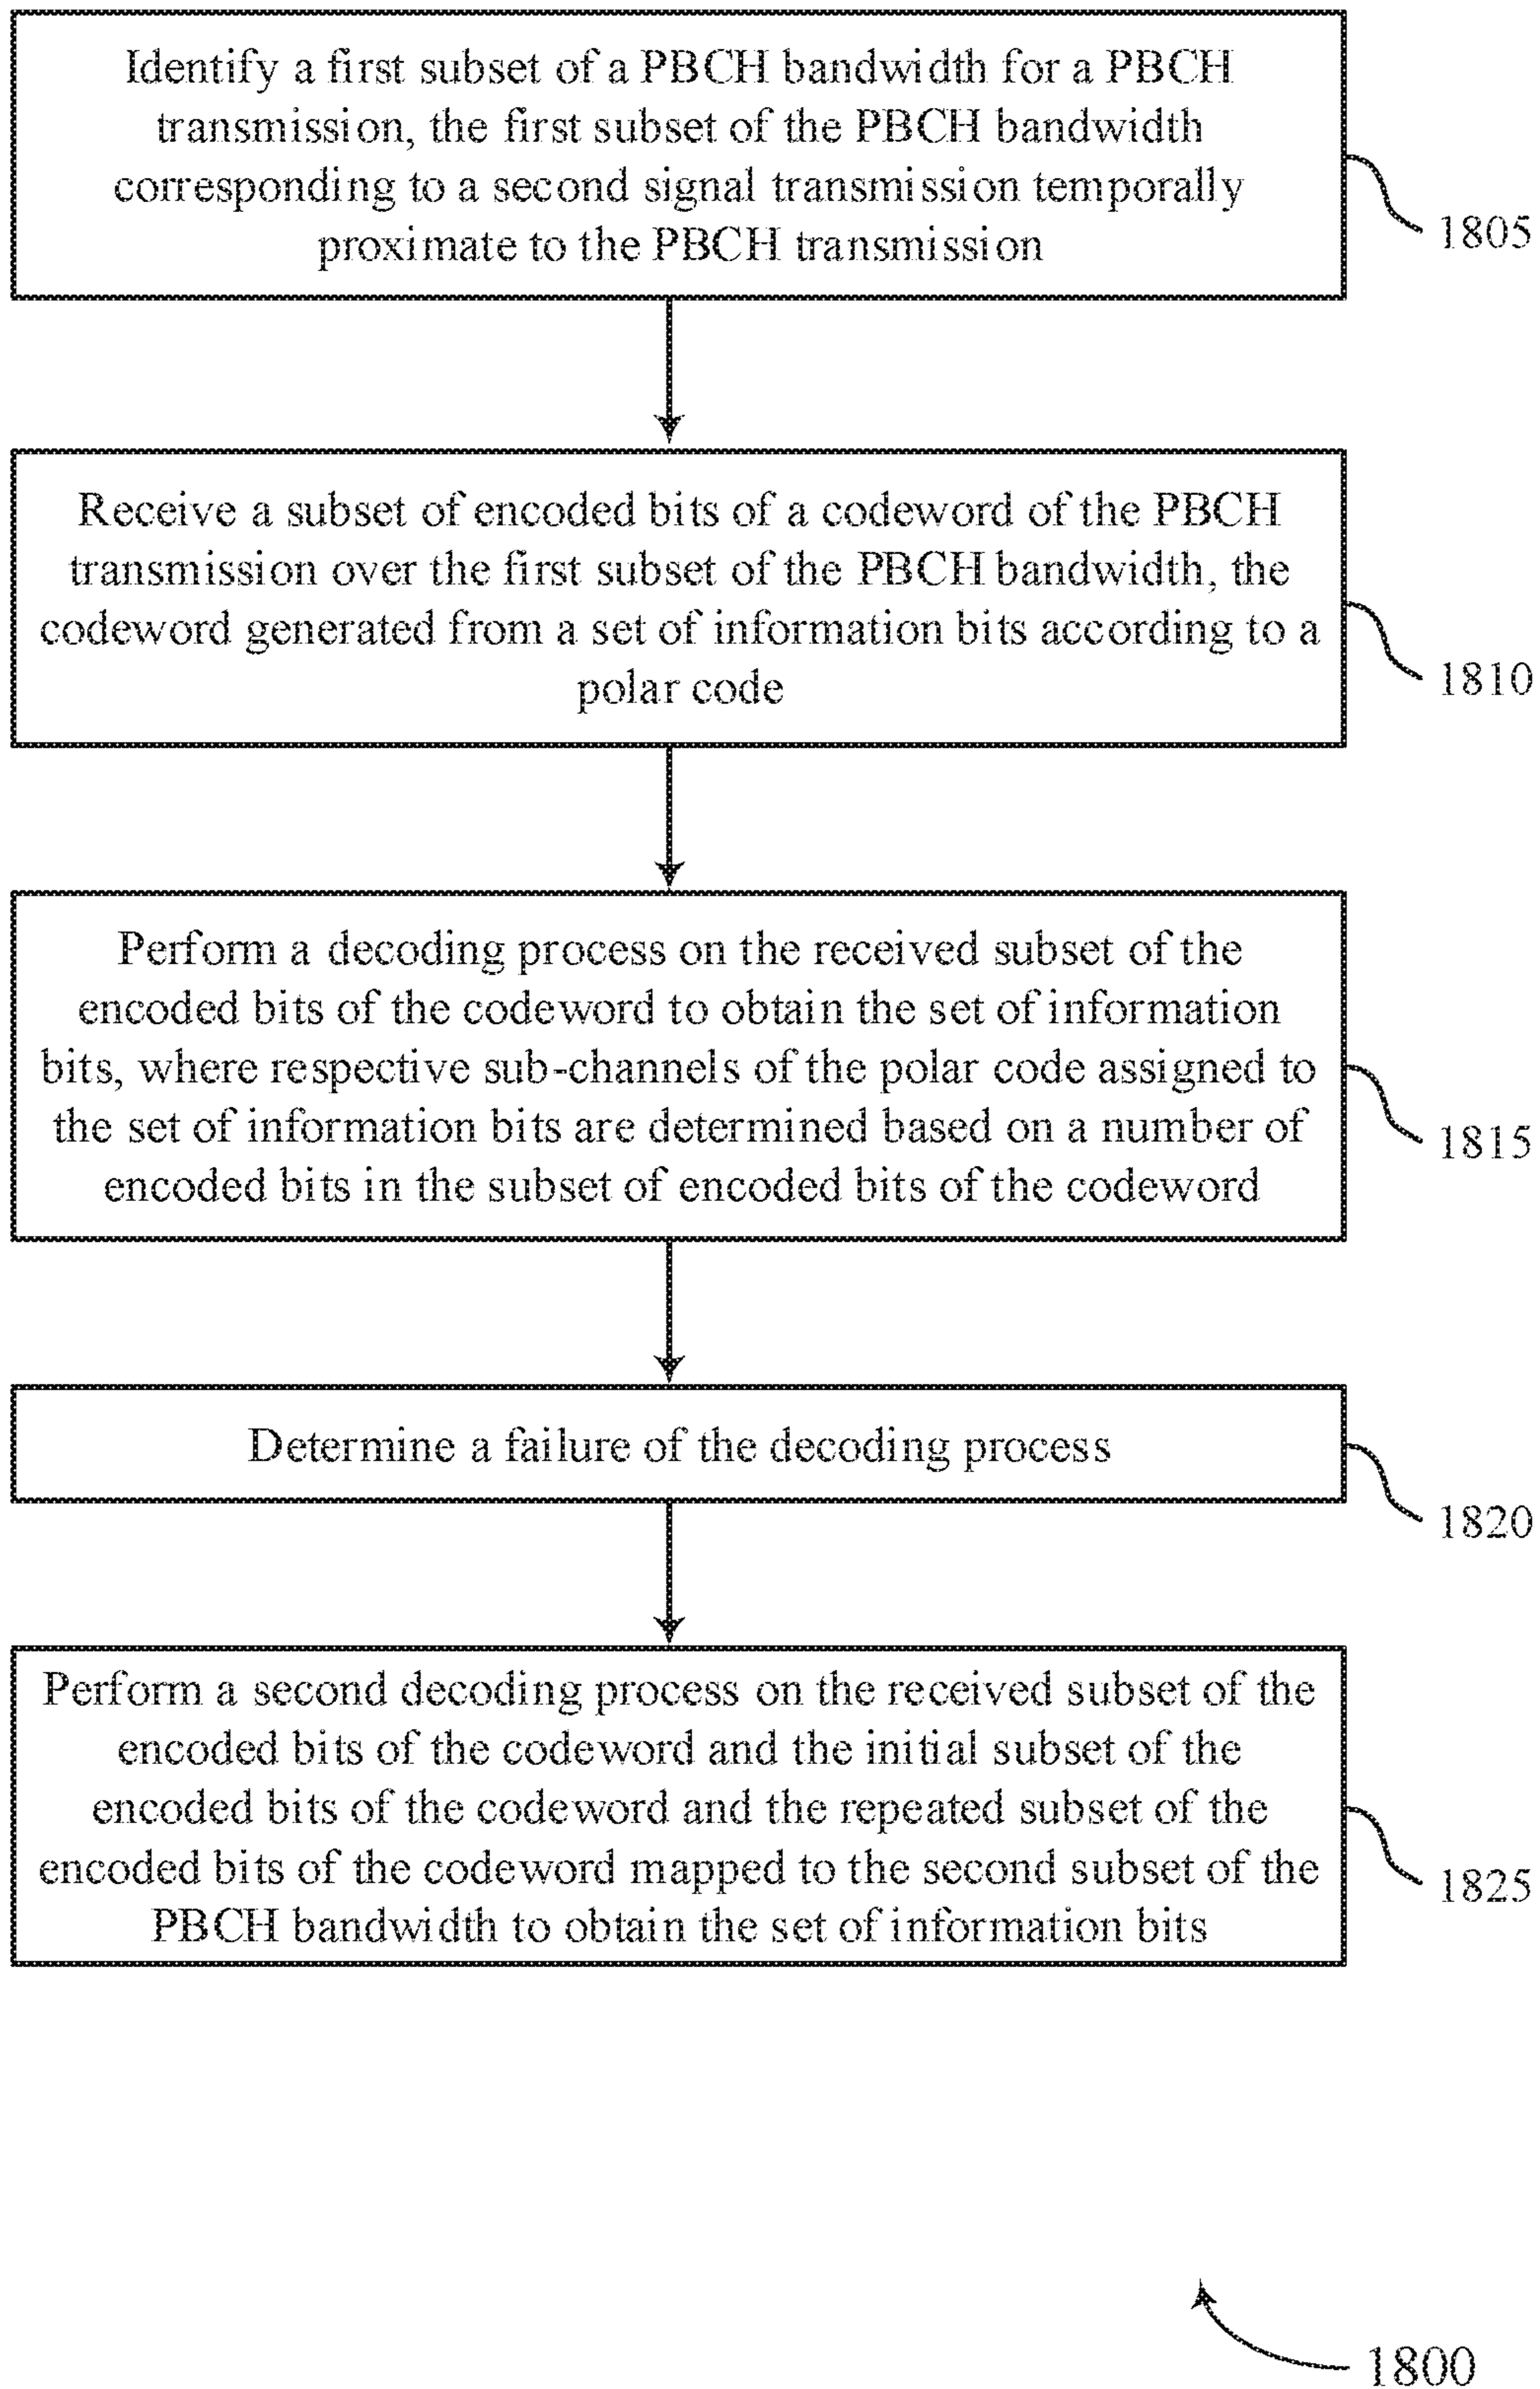 Identify a first subset of a PBCH bandwidth for a PBCH
transmission, the first subset of the PBCH bandwidth
corresponding to a second signal transmission temporally
proximate to the PBCH transmission
1805
Receive a subset of encoded bits of a codeword of the PBCH
transmission over the first subset of the PBCH bandwidth, the
codeword generated from a set of information bits according to a
polar code
1810
Perform a decoding process on the received subset of the
encoded bits of the codeword to obtain the set of information
bits, where respective sub-channels of the polar code assigned to
the set of information bits are determined based on a number of
encoded bits in the subset of encoded bits of the codeword
1815
Determine a failure of the decoding process
1820
Perform a second decoding process on the received subset of the
encoded bits of the codeword and the initial subset of the
encoded bits of the codeword and the repeated subset of the
encoded bits of the codeword mapped to the second subset of the
PBCH bandwidth to obtain the set of information bits
1825
1800